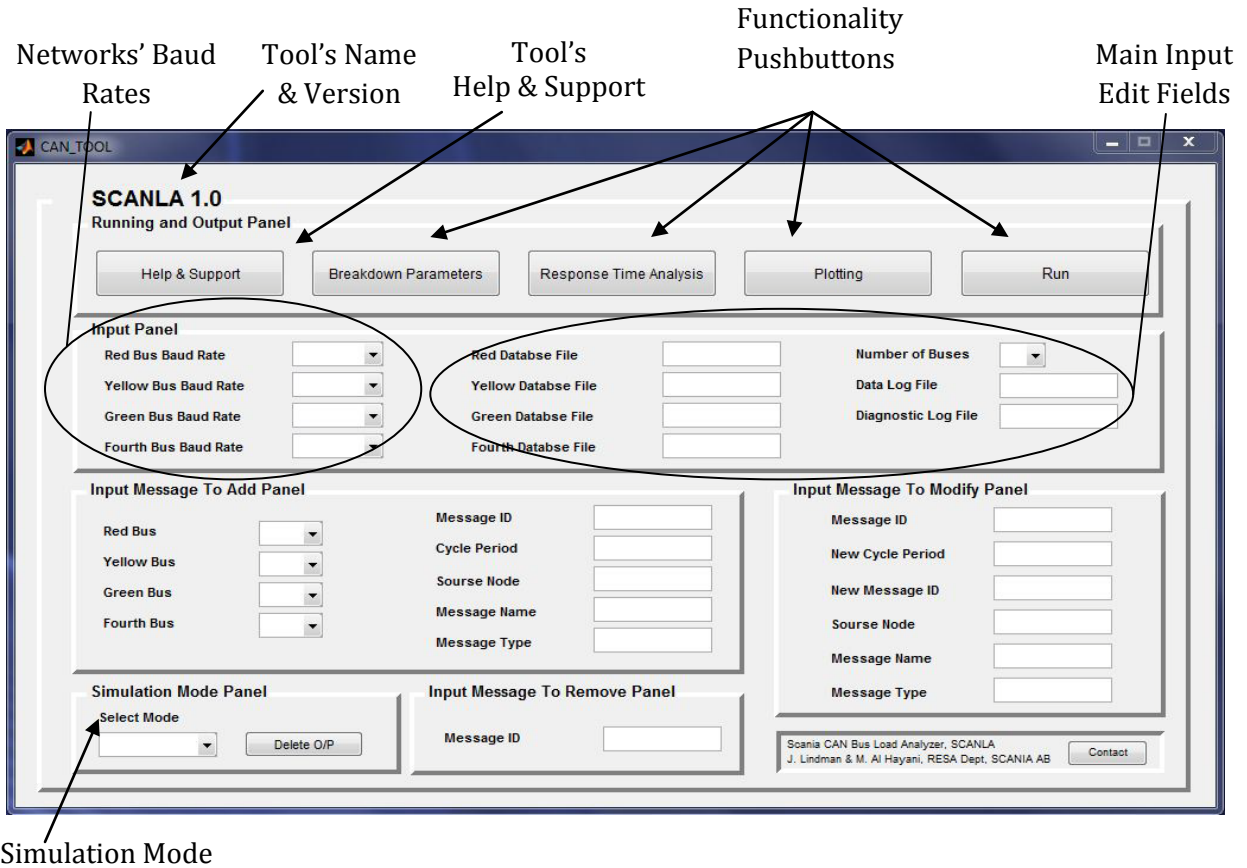 Networks’ Baud
Rates
Tool’s Name
& Version
Tool’s
Help & Support
Functionality
Pushbuttons
Main Input
Edit Fields
CAN_TOOL
SCANLA 1.0
Running and Output Panel
Help & Support
Breakdown Parameters
Response Time Analysis
Plotting
Run
Input Panel
Red Bus Baud Rate
Yellow Bus Baud Rate
Green Bus Baud Rate
Fourth Bus Baud Rate
Red Databse File
Yellow Databse File
Green Databse File
Fourth Databse File
Number of Buses
Data Log File
Diagnostic Log File
Input Message To Add Panel
Red Bus
Yellow Bus
Green Bus
Fourth Bus
Message ID
Cycle Period
Sourse Node
Message Name
Message Type
Input Message To Modify Panel
Message ID
New Cycle Period
New Message ID
Sourse Node
Message Name
Message Type
Simulation Mode Panel
Select Mode
Delete O/P
Input Message To Remove Panel
Message ID
Scania CAN Bus Load Analyzer, SCANLA
J. Lindman & M. Al Hayani, RESA Dept, SCANIA AB
Contact
Simulation Mode